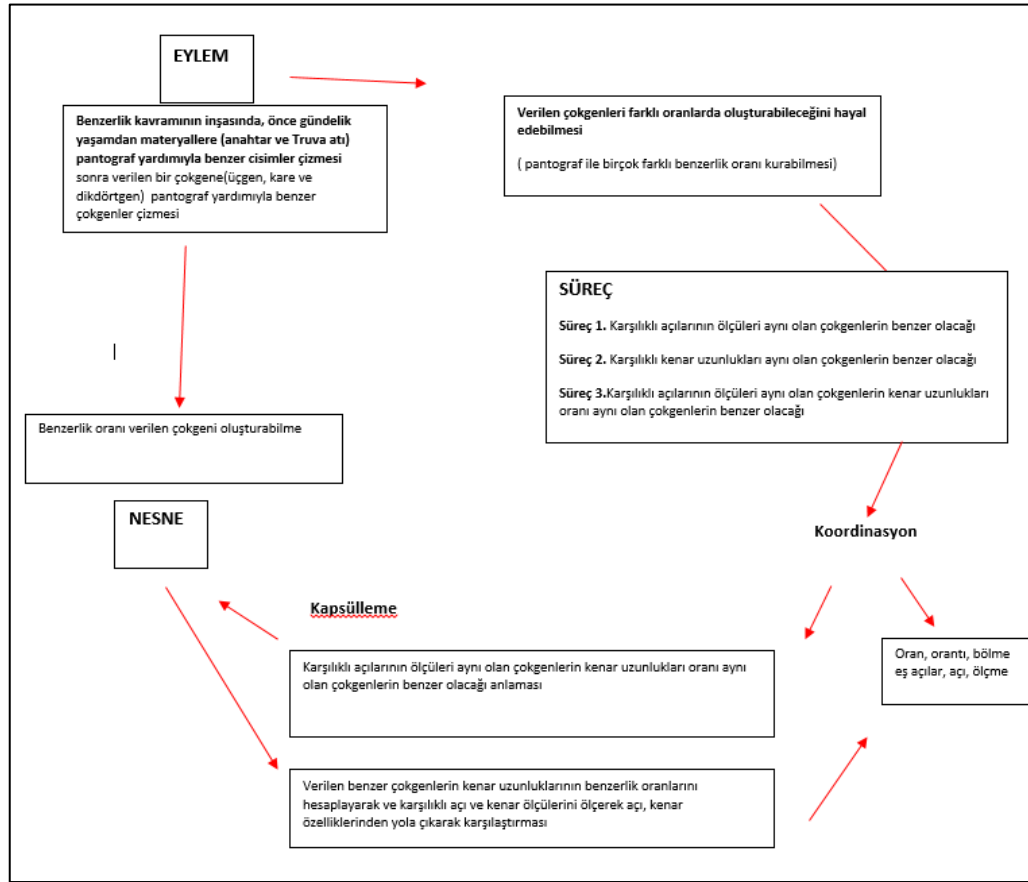 EYLEM
Benzerlik kavramının inşasında, önce gündelik
yaşamdan materyallere (anahtar ve Truva atı)
pantograf yardımıyla benzer cisimler çizmesi
sonra verilen bir çokgene(üçgen, kare ve
dikdörtgen) pantograf yardımıyla benzer
çokgenler çizmesi
Verilen çokgenleri farklı oranlarda oluşturabileceğini hayal
edebilmesi
( pantograf ile birçok farklı benzerlik oranı kurabilmesi)
SÜREÇ
Süreç 1. Karşılıklı açılarının ölçüleri aynı olan çokgenlerin benzer olacağı
Süreç 2. Karşılıklı kenar uzunlukları aynı olan çokgenlerin benzer olacağı
Süreç 3.Karşılıklı açılarının ölçüleri aynı olan çokgenlerin kenar uzunlukları
oranı aynı olan çokgenlerin benzer olacağı
Benzerlik oranı verilen çokgeni oluşturabilme
NESNE
Koordinasyon
Kapsülleme
Karşılıklı açılarının ölçüleri aynı olan çokgenlerin kenar uzunlukları oranı aynı
olan çokgenlerin benzer olacağı anlaması
Oran, orantı, bölme
eş açılar, açı, ölçme
Verilen benzer çokgenlerin kenar uzunluklarının benzerlik oranlarını
hesaplayarak ve karşılıklı açı ve kenar ölçülerini ölçerek açı, kenar
özelliklerinden yola çıkarak karşılaştırması